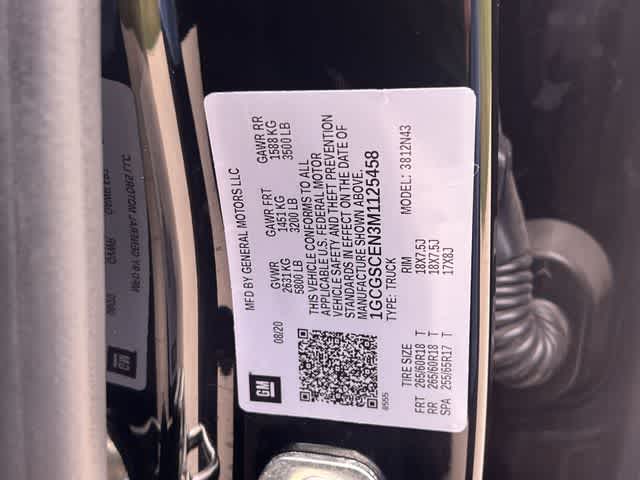 MFD BY GENERAL MOTORS LLC
08/20 GVWR GAWR FRT GAWR RR
2631 KG 1451 KG 1588 KG
5800 LB 3200 LB 3500 LB
THIS VEHICLE CONFORMS TO ALL
APPLICABLE U.S. FEDERAL MOTOR
VEHICLE SAFETY AND THEFT PREVENTION
STANDARDS IN EFFECT ON THE DATE OF
MANUFACTURE SHOWN ABOVE.
1GCGSCEN3M1125458
TYPE: TRUCK MODEL: 3812N43
GM
6555
TIRE SIZE RIM
FRT 265/60R18 T 18X7.5J
RR 265/60R18 T 18X7.5J
SPA 255/65R17 T 17X8J